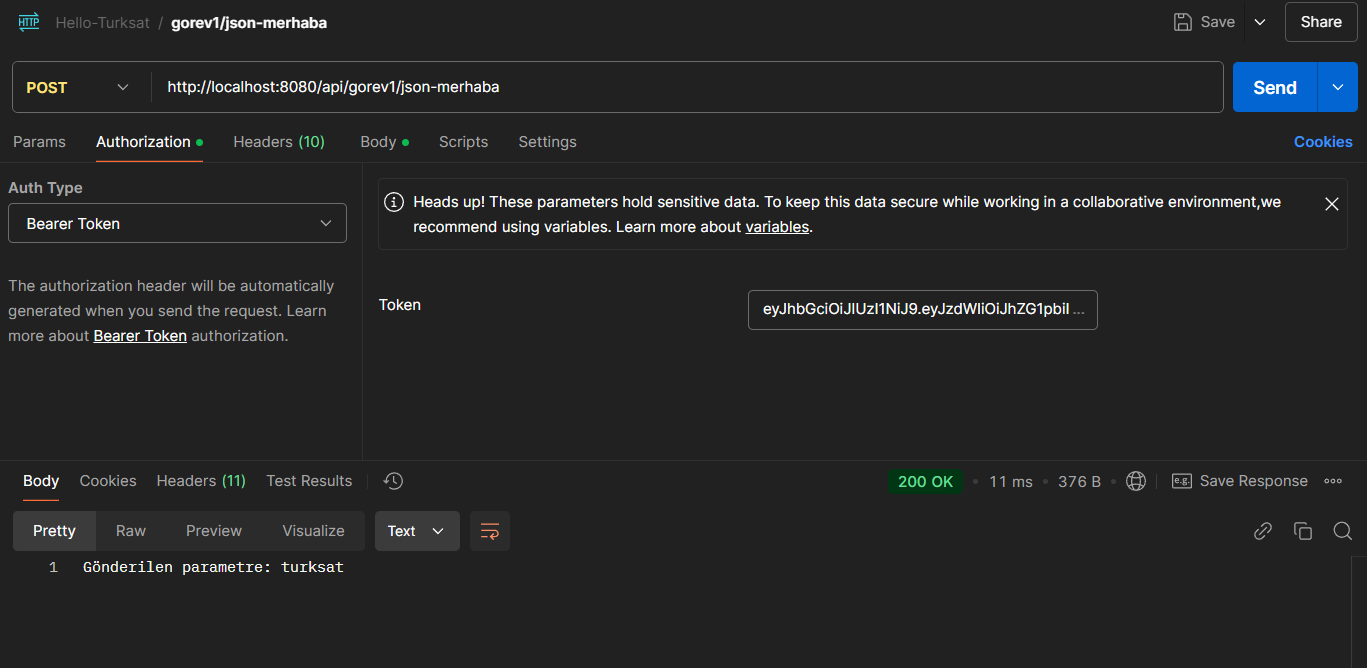 HTTP Hello-Turksat / gorev1/json-merhaba Save Share
POST http://localhost:8080/api/gorev1/json-merhaba Send
Params Authorization Headers (10) Body Scripts Settings Cookies
Auth Type
Bearer Token
The authorization header will be automatically
generated when you send the request. Learn
more about Bearer Token authorization.
Heads up! These parameters hold sensitive data. To keep this data secure while working in a collaborative environment,we
recommend using variables. Learn more about variables.
Token eyJhbGciOiJIUzI1NiJ9.eyJzdWIiOiJhZG1pbiI ...
Body Cookies Headers (11) Test Results 200 OK • 11 ms • 376 B • e.g. Save Response
Pretty Raw Preview Visualize Text
1 Gönderilen parametre: turksat